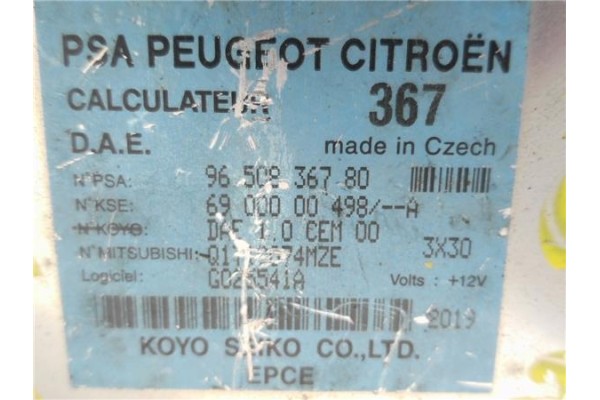 PSA PEUGEOT CITROËN
CALCULATEUR 367
D.A.E. made in Czech
N°PSA: 96 508 367 80
N°KSE: 69 000 00 498/--A
N°KOYO: DAE 1.0 CEM 00
N°MITSUBISHI: 3X30
Logiciel: Volts : +12V
2019
KOYO SEIKO CO.,LTD.
EPCE